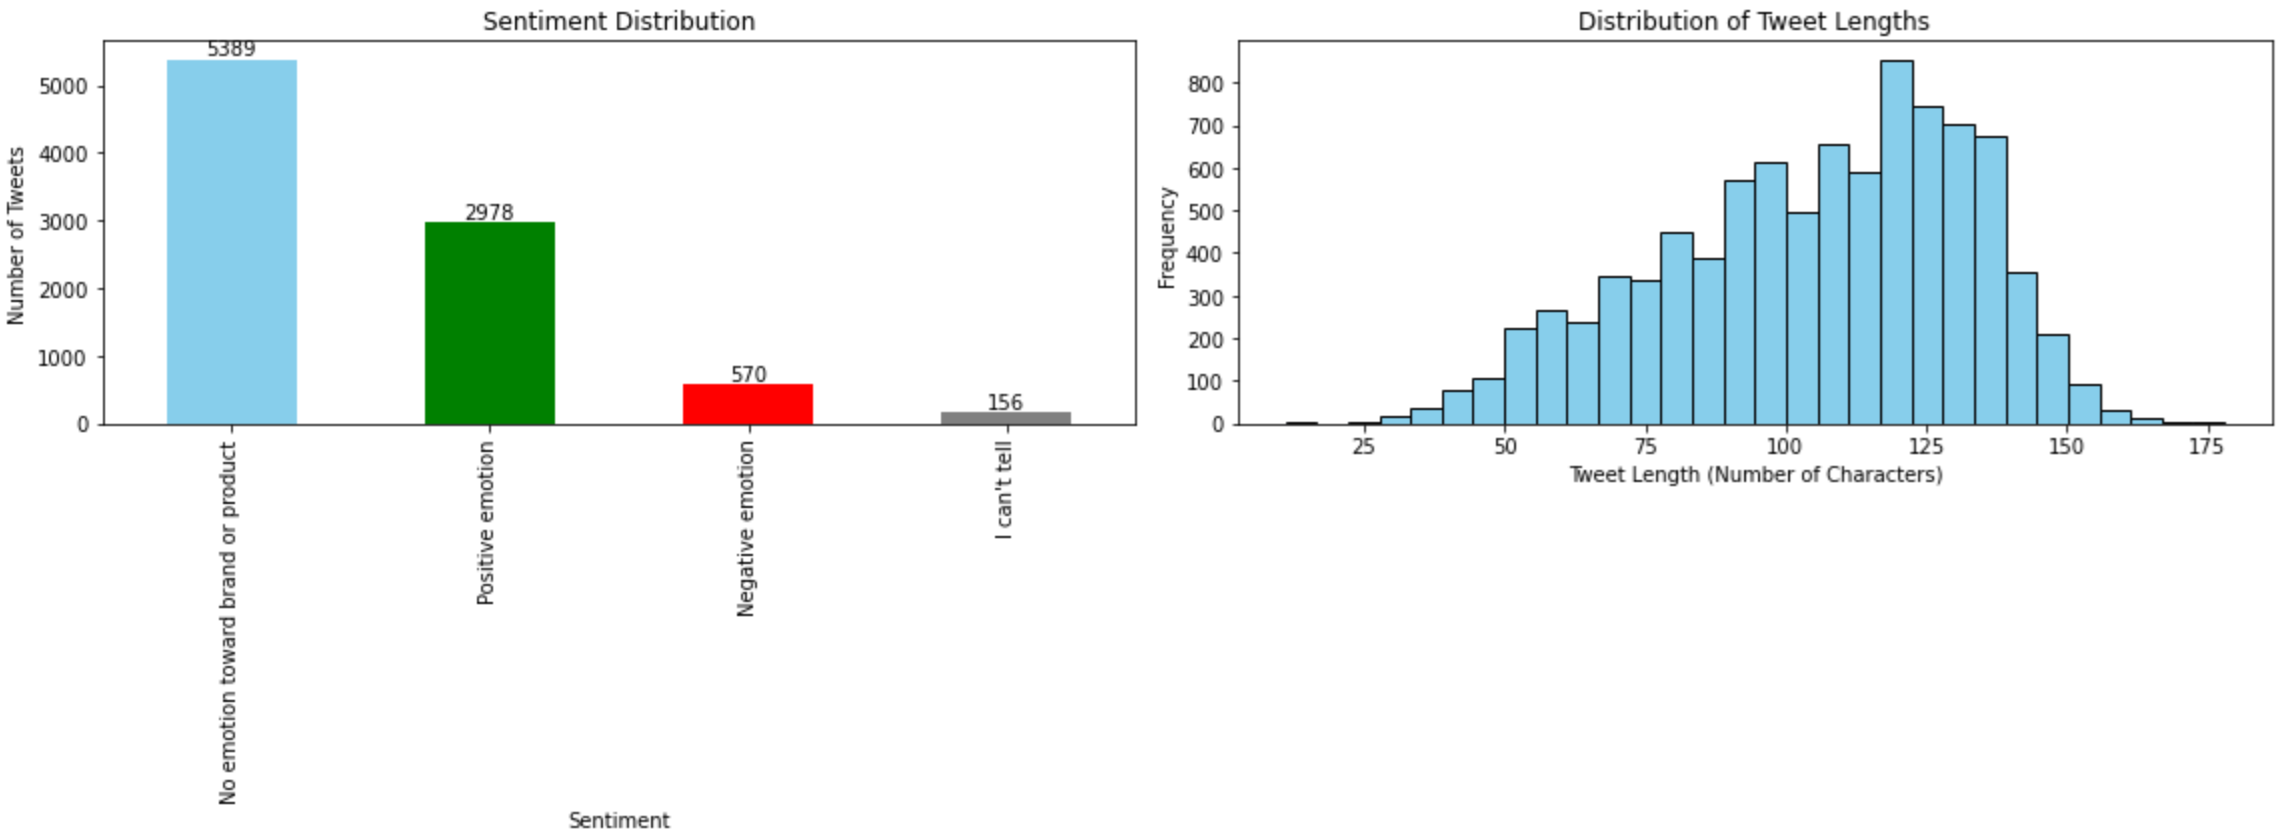 Sentiment Distribution
Number of Tweets
5000
4000
3000
2000
1000
0
5389
2978
570
156
No emotion toward brand or product
Positive emotion
Negative emotion
I can't tell
Sentiment
Distribution of Tweet Lengths
Frequency
800
700
600
500
400
300
200
100
0
25 50 75 100 125 150 175
Tweet Length (Number of Characters)